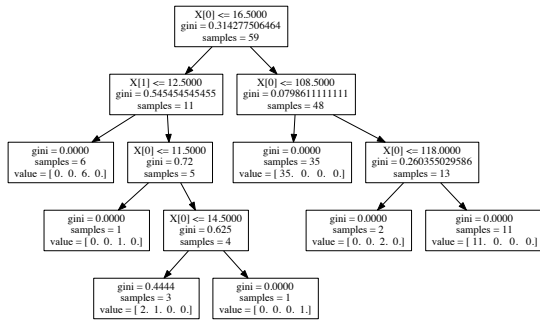 X[0] <= 16.5000
gini = 0.314277506464
samples = 59
X[1] <= 12.5000
gini = 0.545454545455
samples = 11
X[0] <= 108.5000
gini = 0.0798611111111
samples = 48
gini = 0.0000
samples = 6
value = [ 0. 0. 6. 0.]
X[0] <= 11.5000
gini = 0.72
samples = 5
gini = 0.0000
samples = 35
value = [ 35. 0. 0. 0.]
X[0] <= 118.0000
gini = 0.260355029586
samples = 13
gini = 0.0000
samples = 1
value = [ 0. 0. 1. 0.]
X[0] <= 14.5000
gini = 0.625
samples = 4
gini = 0.0000
samples = 2
value = [ 0. 0. 2. 0.]
gini = 0.0000
samples = 11
value = [ 11. 0. 0. 0.]
gini = 0.4444
samples = 3
value = [ 2. 1. 0. 0.]
gini = 0.0000
samples = 1
value = [ 0. 0. 0. 1.]